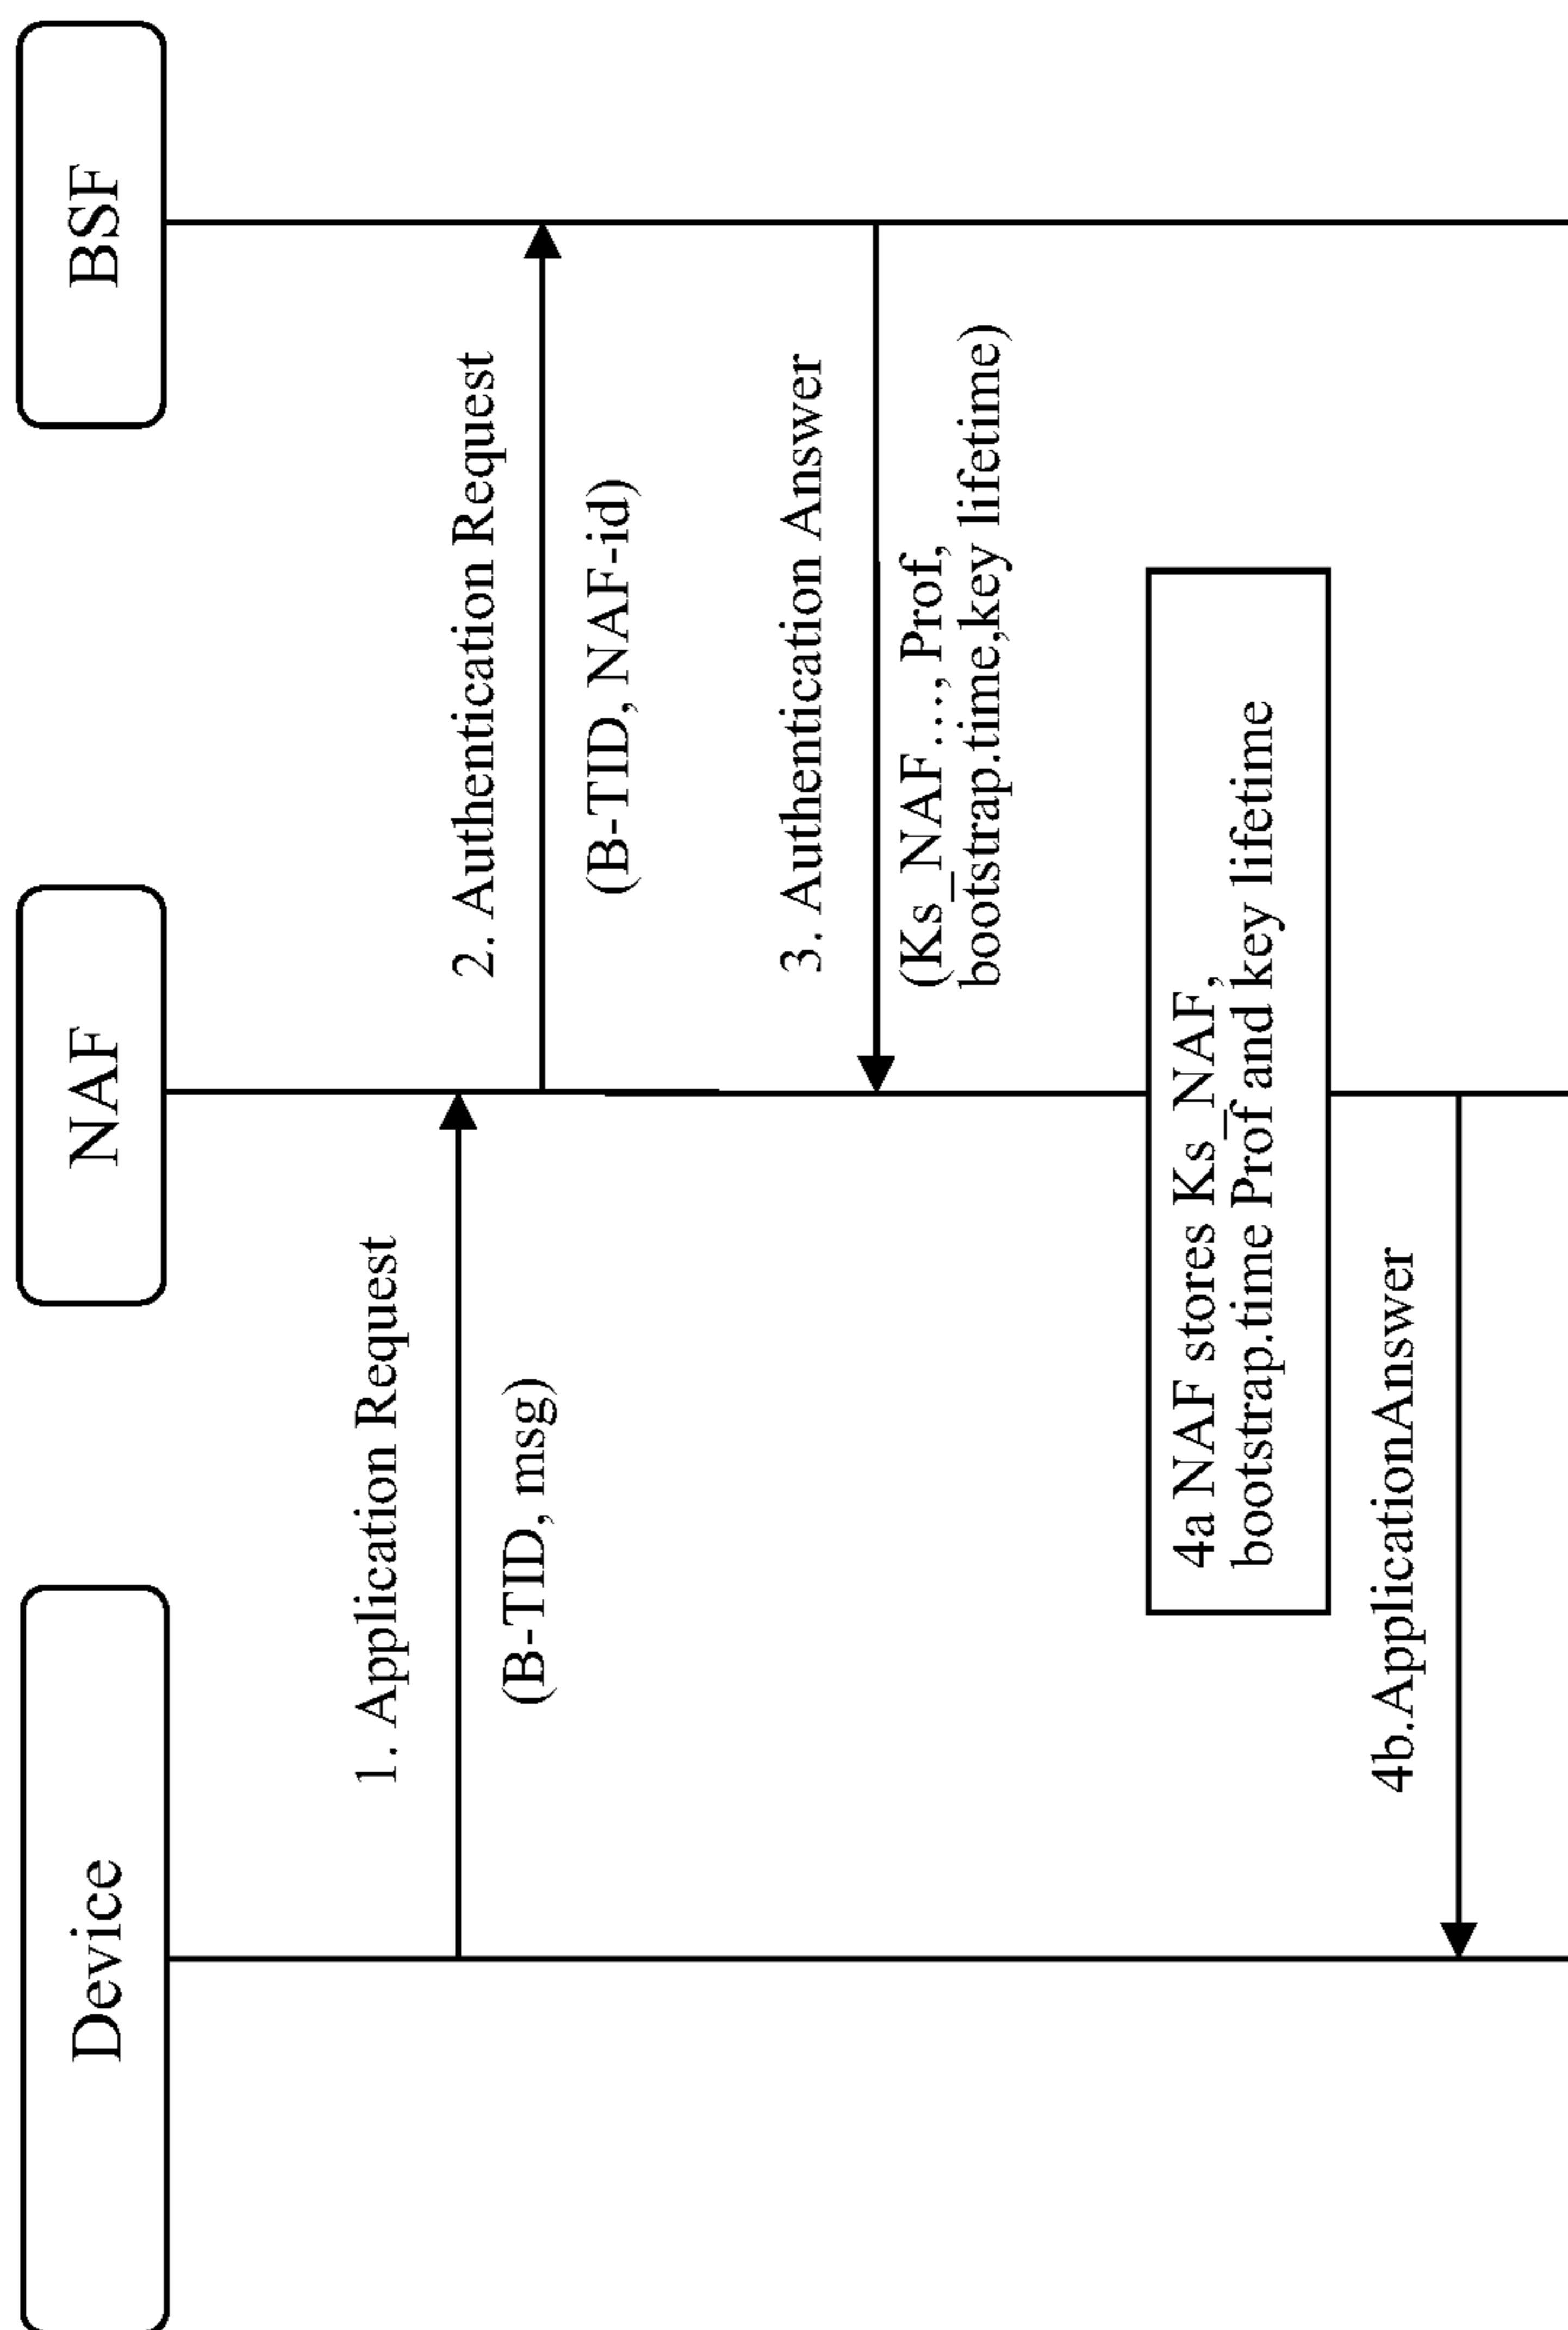 Device
NAF
BSF
1. Application Request
(B-TID, msg)
2. Authentication Request
(B-TID, NAF-id)
3. Authentication Answer
(Ks_NAF..., Prof,
bootstrap.time,key lifetime)
4a NAF stores Ks_NAF,
bootstrap.time Prof and key lifetime
4b.ApplicationAnswer